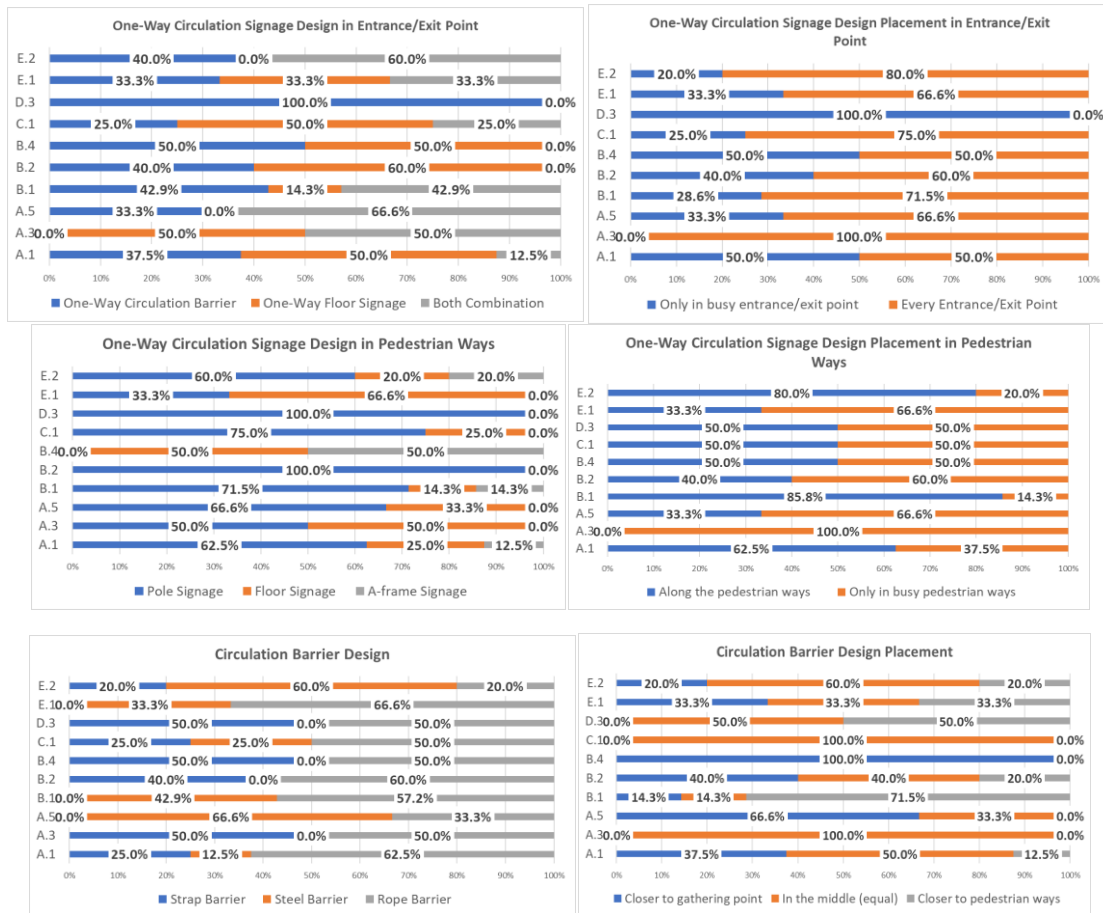 One-Way Circulation Signage Design in Entrance/Exit Point
E.2 40.0% 0.0% 60.0%
E.1 33.3% 33.3% 33.3%
D.3 100.0% 0.0%
C.1 25.0% 50.0% 25.0%
B.4 50.0% 50.0% 0.0%
B.2 40.0% 60.0% 0.0%
B.1 42.9% 14.3% 42.9%
A.5 33.3% 0.0% 66.6%
A.3 0.0% 50.0% 50.0%
A.1 37.5% 50.0% 12.5%
0% 10% 20% 30% 40% 50% 60% 70% 80% 90% 100%
One-Way Circulation Barrier One-Way Floor Signage Both Combination
One-Way Circulation Signage Design Placement in Entrance/Exit
Point
E.2 20.0% 80.0%
E.1 33.3% 66.6%
D.3 100.0% 0.0%
C.1 25.0% 75.0%
B.4 50.0% 50.0%
B.2 40.0% 60.0%
B.1 28.6% 71.5%
A.5 33.3% 66.6%
A.3 0.0% 100.0%
A.1 50.0% 50.0%
0% 10% 20% 30% 40% 50% 60% 70% 80% 90% 100%
Only in busy entrance/exit point Every Entrance/Exit Point
One-Way Circulation Signage Design in Pedestrian Ways
E.2 60.0% 20.0% 20.0%
E.1 33.3% 66.6% 0.0%
D.3 100.0% 0.0%
C.1 75.0% 25.0% 0.0%
B.4 0.0% 50.0% 50.0%
B.2 100.0% 0.0%
B.1 71.5% 14.3% 14.3%
A.5 66.6% 33.3% 0.0%
A.3 50.0% 50.0% 0.0%
A.1 62.5% 25.0% 12.5%
0% 10% 20% 30% 40% 50% 60% 70% 80% 90% 100%
Pole Signage Floor Signage A-frame Signage
One-Way Circulation Signage Design Placement in Pedestrian
Ways
E.2 80.0% 20.0%
E.1 33.3% 66.6%
D.3 50.0% 50.0%
C.1 50.0% 50.0%
B.4 50.0% 50.0%
B.2 40.0% 60.0%
B.1 85.8% 14.3%
A.5 33.3% 66.6%
A.3 0.0% 100.0%
A.1 62.5% 37.5%
0% 10% 20% 30% 40% 50% 60% 70% 80% 90% 100%
Along the pedestrian ways Only in busy pedestrian ways
Circulation Barrier Design
E.2 20.0% 60.0% 20.0%
E.1 0.0% 33.3% 66.6%
D.3 50.0% 0.0% 50.0%
C.1 25.0% 25.0% 50.0%
B.4 50.0% 0.0% 50.0%
B.2 40.0% 0.0% 60.0%
B.1 0.0% 42.9% 57.2%
A.5 0.0% 66.6% 33.3%
A.3 50.0% 0.0% 50.0%
A.1 25.0% 12.5% 62.5%
0% 10% 20% 30% 40% 50% 60% 70% 80% 90% 100%
Strap Barrier Steel Barrier Rope Barrier
Circulation Barrier Design Placement
E.2 20.0% 60.0% 20.0%
E.1 33.3% 33.3% 33.3%
D.3 0.0% 50.0% 50.0%
C.1 0.0% 100.0% 0.0%
B.4 100.0% 0.0%
B.2 40.0% 40.0% 20.0%
B.1 14.3% 14.3% 71.5%
A.5 66.6% 33.3% 0.0%
A.3 0.0% 100.0% 0.0%
A.1 37.5% 50.0% 12.5%
0% 10% 20% 30% 40% 50% 60% 70% 80% 90% 100%
Closer to gathering point In the middle (equal) Closer to pedestrian ways